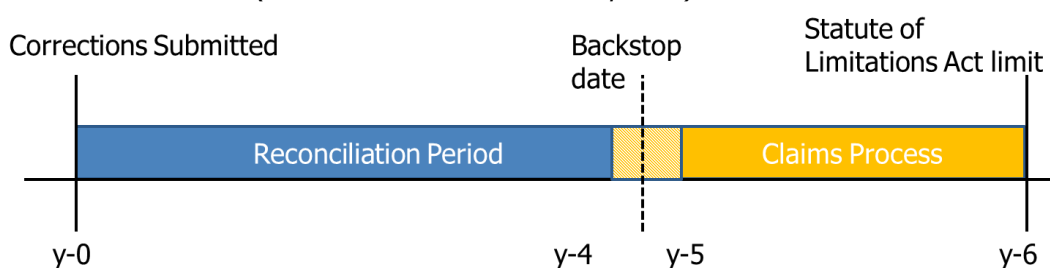 Corrections Submitted
Backstop
date
Statute of
Limitations Act limit
Reconciliation Period
Claims Process
y-0
y-4
y-5
y-6